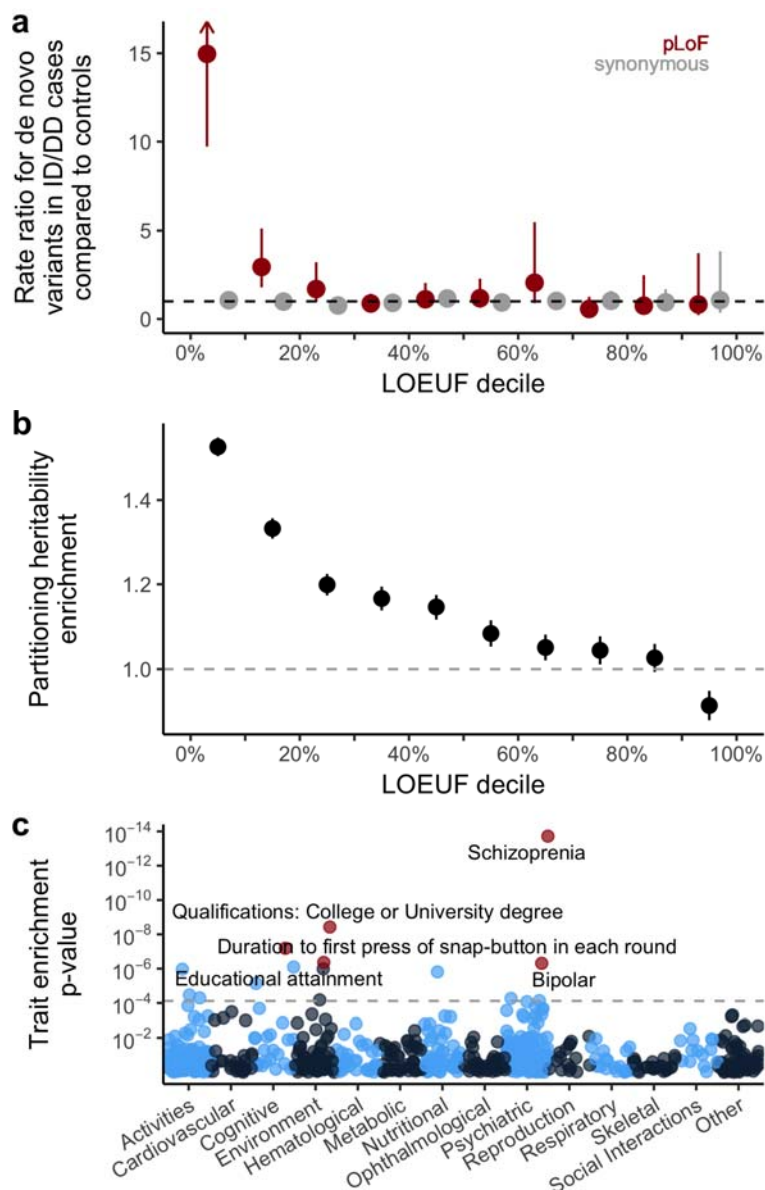 a
Rate ratio for de novo
variants in ID/DD cases
compared to controls
15
10
5
0
pLoF
synonymous
0%
20%
40%
60%
80%
100%
LOEUF decile
b
Partitioning heritability
enrichment
1.4
1.2
1.0
0%
20%
40%
60%
80%
100%
LOEUF decile
c
Trait enrichment
p-value
10⁻¹⁴
10⁻¹²
10⁻¹⁰
10⁻⁸
10⁻⁶
10⁻⁴
10⁻²
Schizoprenia
Qualifications: College or University degree
Duration to first press of snap-button in each round
Educational attainment
Bipolar
Activities
Cardiovascular
Cognitive
Environment
Hematological
Metabolic
Nutritional
Ophthalmological
Psychiatric
Reproduction
Respiratory
Skeletal
Social Interactions
Other